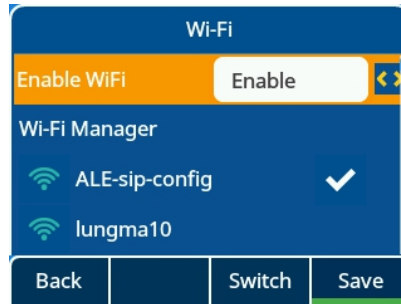 Wi-Fi
Enable WiFi Enable
Wi-Fi Manager
ALE-sip-config
lungma10
Back Switch Save